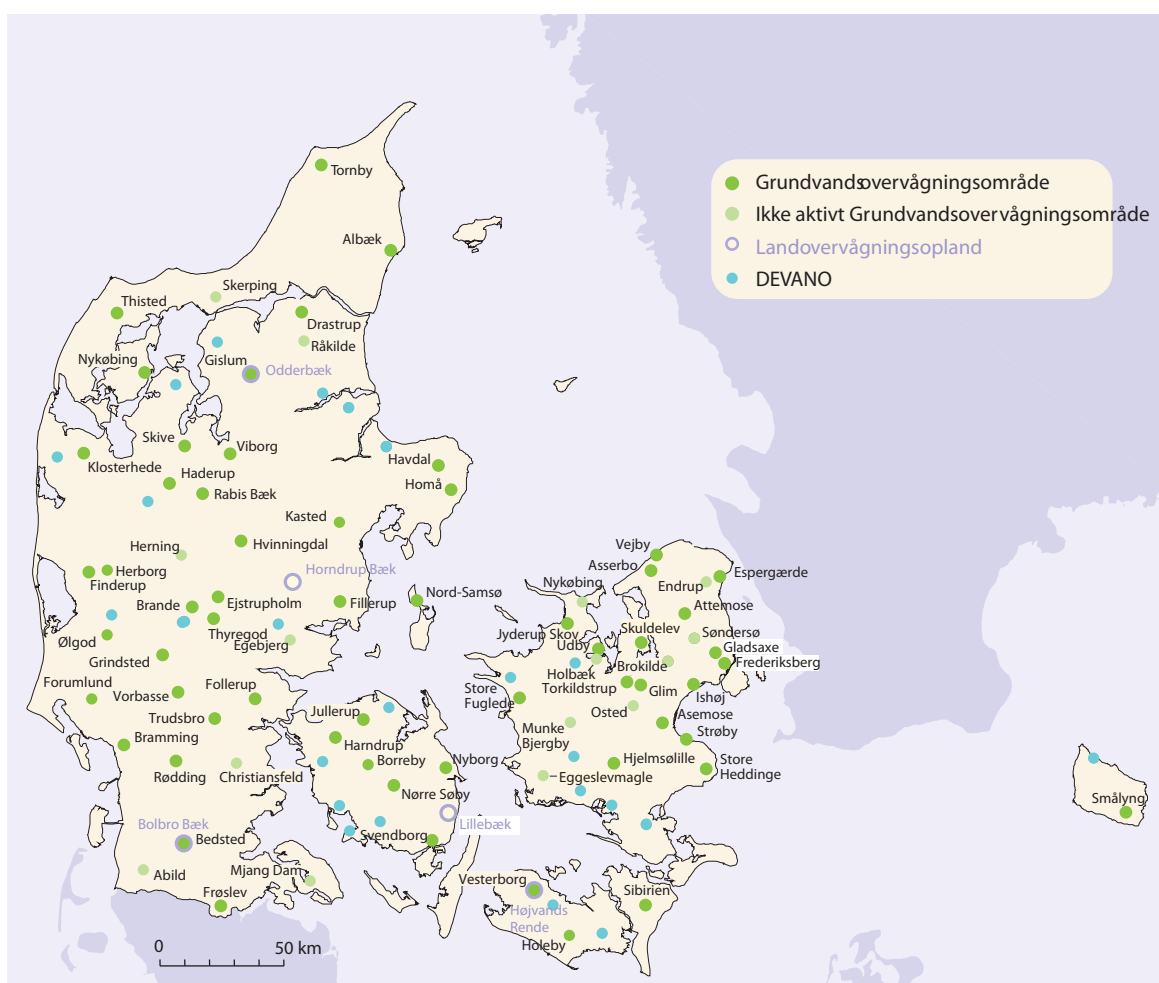 Tornby
Albæk
Grundvandsovervågningsområde
Ikke aktivt Grundvandsovervågningsområde
Landovervågningsopland
DEVANO
Skerping
Thisted
Drastrup
Råkilde
Nykøbing
Gislum
Odderbæk
Skive
Viborg
Havdal
Klosterhede
Haderup
Homå
Rabis Bæk
Kasted
Herning
Hvinningdal
Vejby
Asserbo
Horndrup Bæk
Herborg
Finderup
Nykøbing
Endrup
Espergærde
Nord-Samsø
Brande
Ejstrupholm
Fillerup
Attemose
Ølgod
Thyregod
Egebjerg
Jyderup Skov
Skuldelev
Søndersø
Udby
Gladsaxe
Grindsted
Holbæk
Brokilde
Frederiksberg
Forumlund
Vorbasse
Follerup
Store
Fuglede
Torkildstrup
Glim
Ishøj
Trudsbro
Jullerup
Osted
Asemose
Bramming
Harndrup
Munke
Bjergby
Strøby
Rødding
Borreby
Nyborg
Hjelmsølille
Store
Heddinge
Christiansfeld
Eggeslevmagle
Nørre Søby
Smålyng
Bolbro Bæk
Bedsted
Svendborg
Lillebæk
Abild
Mjang Dam
Vesterborg
Frøslev
Sibirien
Højvands
Rende
Holeby
0 50 km